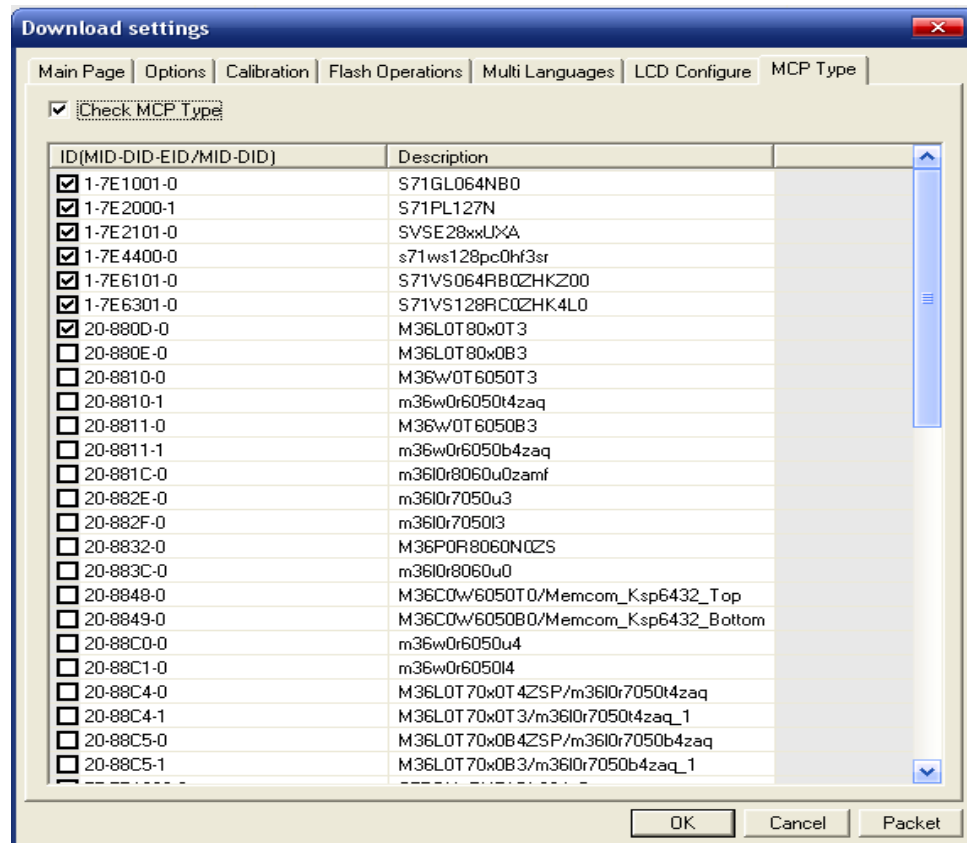 Download settings
Main Page Options Calibration Flash Operations Multi Languages LCD Configure MCP Type
Check MCP Type
ID(MID-DID-EID/MID-DID) Description
1-7E1001-0 S71GL064NB0
1-7E2000-1 S71PL127N
1-7E2101-0 SVSE28xxUXA
1-7E4400-0 s71ws128pc0hf3sr
1-7E6101-0 S71VS064RB0ZHKZ00
1-7E6301-0 S71VS128RC0ZHK4L0
20-880D-0 M36L0T80x0T3
20-880E-0 M36L0T80x0B3
20-8810-0 M36W0T6050T3
20-8810-1 m36w0r6050t4zaq
20-8811-0 M36W0T6050B3
20-8811-1 m36w0r6050b4zaq
20-881C-0 m36l0r8060u0zamf
20-882E-0 m36l0r7050u3
20-882F-0 m36l0r7050l3
20-8832-0 M36P0R8060N0ZS
20-883C-0 m36l0r8060u0
20-8848-0 M36C0W6050T0/Memcom_Ksp6432_Top
20-8849-0 M36C0W6050B0/Memcom_Ksp6432_Bottom
20-88C0-0 m36w0r6050u4
20-88C1-0 m36w0r6050l4
20-88C4-0 M36L0T70x0T4ZSP/m36l0r7050t4zaq
20-88C4-1 M36L0T70x0T3/m36l0r7050t4zaq_1
20-88C5-0 M36L0T70x0B4ZSP/m36l0r7050b4zaq
20-88C5-1 M36L0T70x0B3/m36l0r7050b4zaq_1
OK Cancel Packet